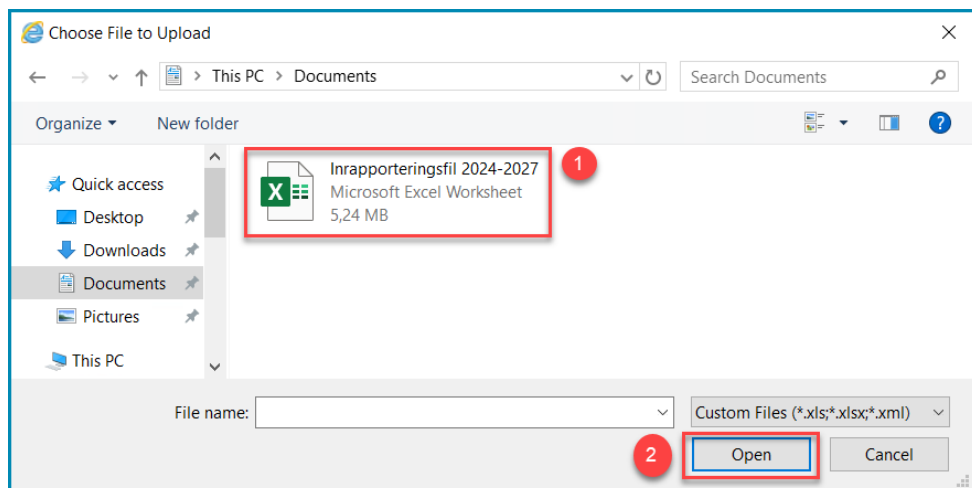 Choose File to Upload
This PC > Documents
Search Documents
Organize
New folder
Inrapporteringsfil 2024-2027
Microsoft Excel Worksheet
5,24 MB
1
Quick access
Desktop
Downloads
Documents
Pictures
This PC
File name:
Custom Files (*.xls;*.xlsx;*.xml)
2
Open
Cancel